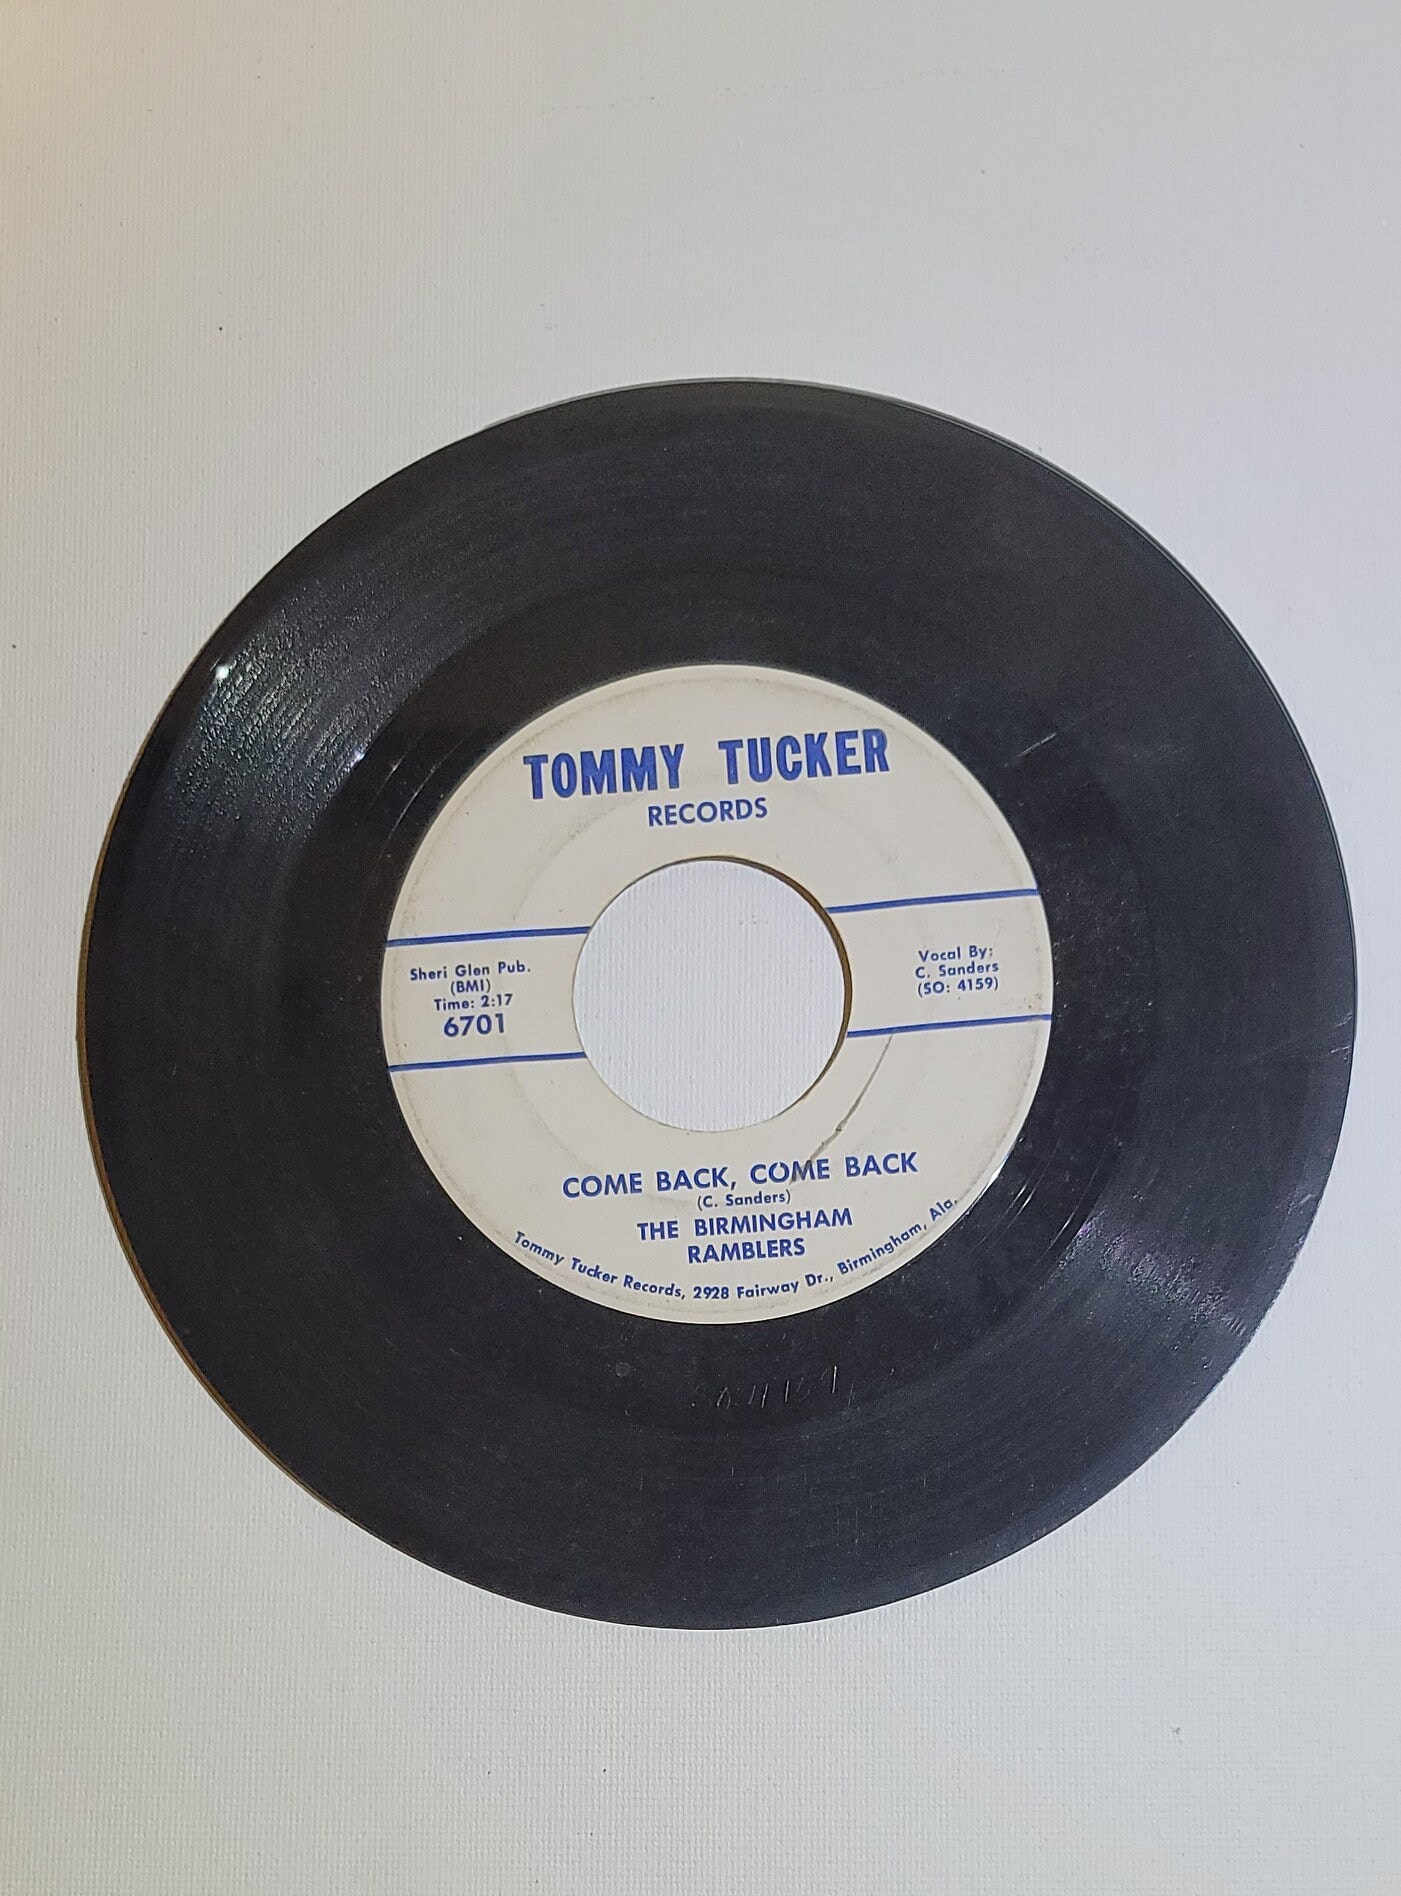 TOMMY TUCKER
RECORDS
Sheri Glen Pub.
(BMI)
Time: 2:17
6701
Vocal By:
C. Sanders
(SO: 4159)
COME BACK, COME BACK
(C. Sanders)
THE BIRMINGHAM
RAMBLERS
Tommy Tucker Records, 2928 Fairway Dr., Birmingham, Ala.